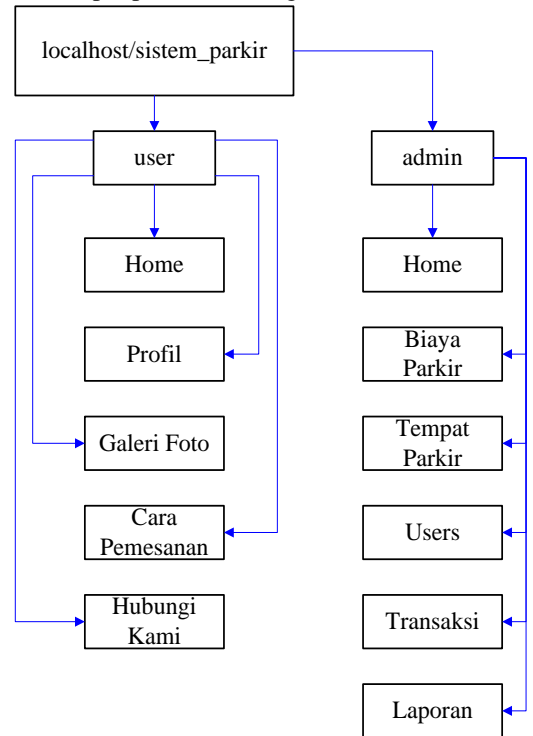 localhost/sistem_parkir
user
admin
Home
Home
Profil
Biaya
Parkir
Galeri Foto
Tempat
Parkir
Cara
Pemesanan
Users
Hubungi
Kami
Transaksi
Laporan